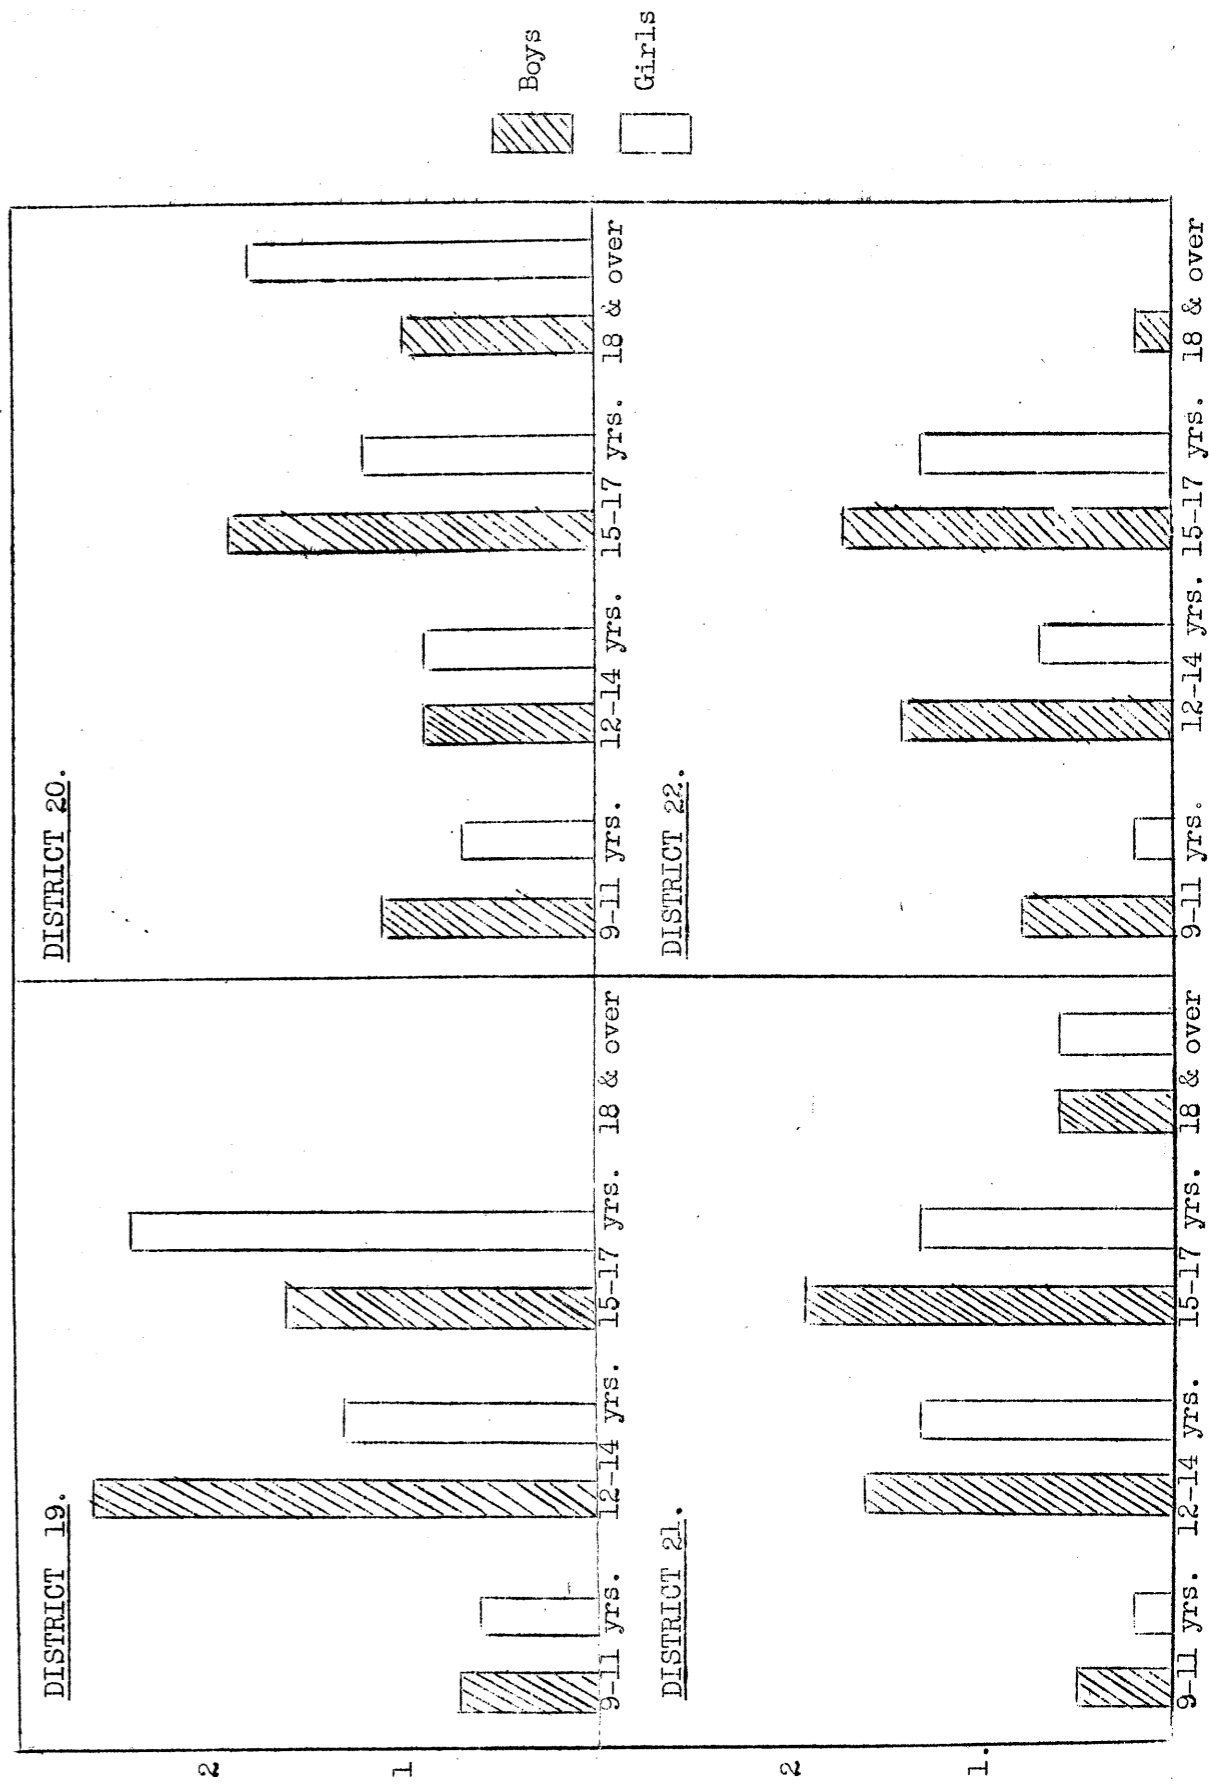 DISTRICT 19.
2
1
9-11 yrs. 12-14 yrs. 15-17 yrs. 18 & over
DISTRICT 20.
9-11 yrs. 12-14 yrs. 15-17 yrs. 18 & over
DISTRICT 21.
2
1.
9-11 yrs. 12-14 yrs. 15-17 yrs. 18 & over
DISTRICT 22.
9-11 yrs. 12-14 yrs. 15-17 yrs. 18 & over
Boys
Girls